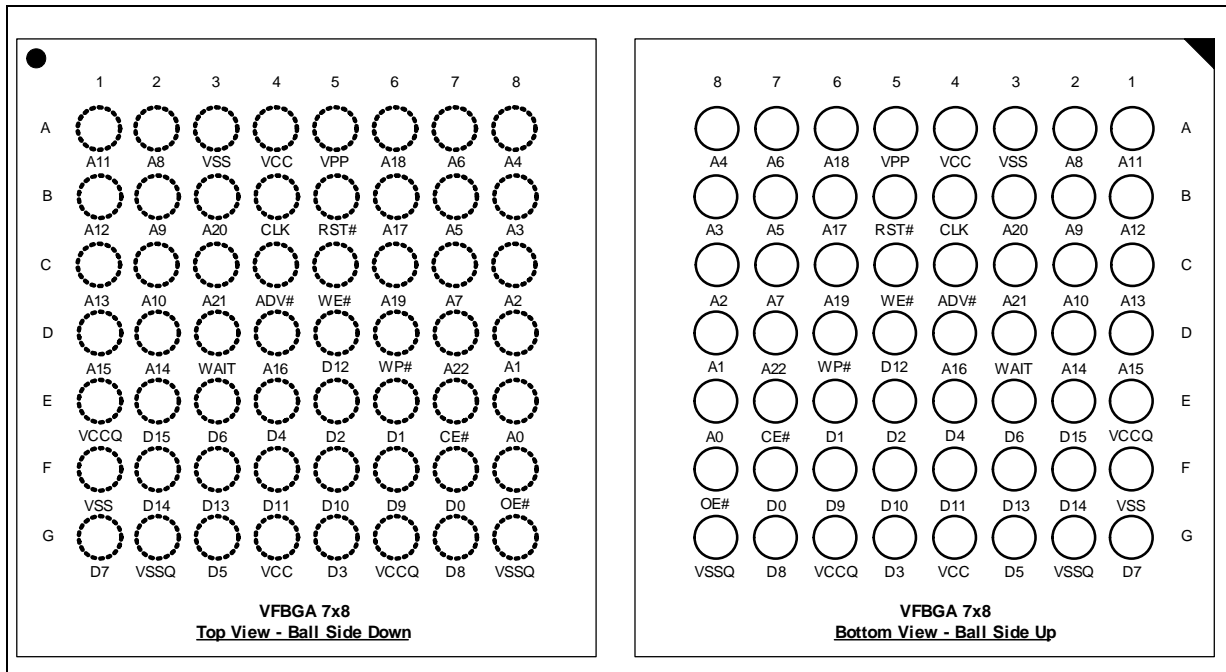 1 2 3 4 5 6 7 8
A
A11 A8 VSS VCC VPP A18 A6 A4
B
A12 A9 A20 CLK RST# A17 A5 A3
C
A13 A10 A21 ADV# WE# A19 A7 A2
D
A15 A14 WAIT A16 D12 WP# A22 A1
E
VCCQ D15 D6 D4 D2 D1 CE# A0
F
VSS D14 D13 D11 D10 D9 D0 OE#
G
D7 VSSQ D5 VCC D3 VCCQ D8 VSSQ
VFBGA 7x8
Top View - Ball Side Down
8 7 6 5 4 3 2 1
A
A4 A6 A18 VPP VCC VSS A8 A11
B
A3 A5 A17 RST# CLK A20 A9 A12
C
A2 A7 A19 WE# ADV# A21 A10 A13
D
A1 A22 WP# D12 A16 WAIT A14 A15
E
A0 CE# D1 D2 D4 D6 D15 VCCQ
F
OE# D0 D9 D10 D11 D13 D14 VSS
G
VSSQ D8 VCCQ D3 VCC D5 VSSQ D7
VFBGA 7x8
Bottom View - Ball Side Up